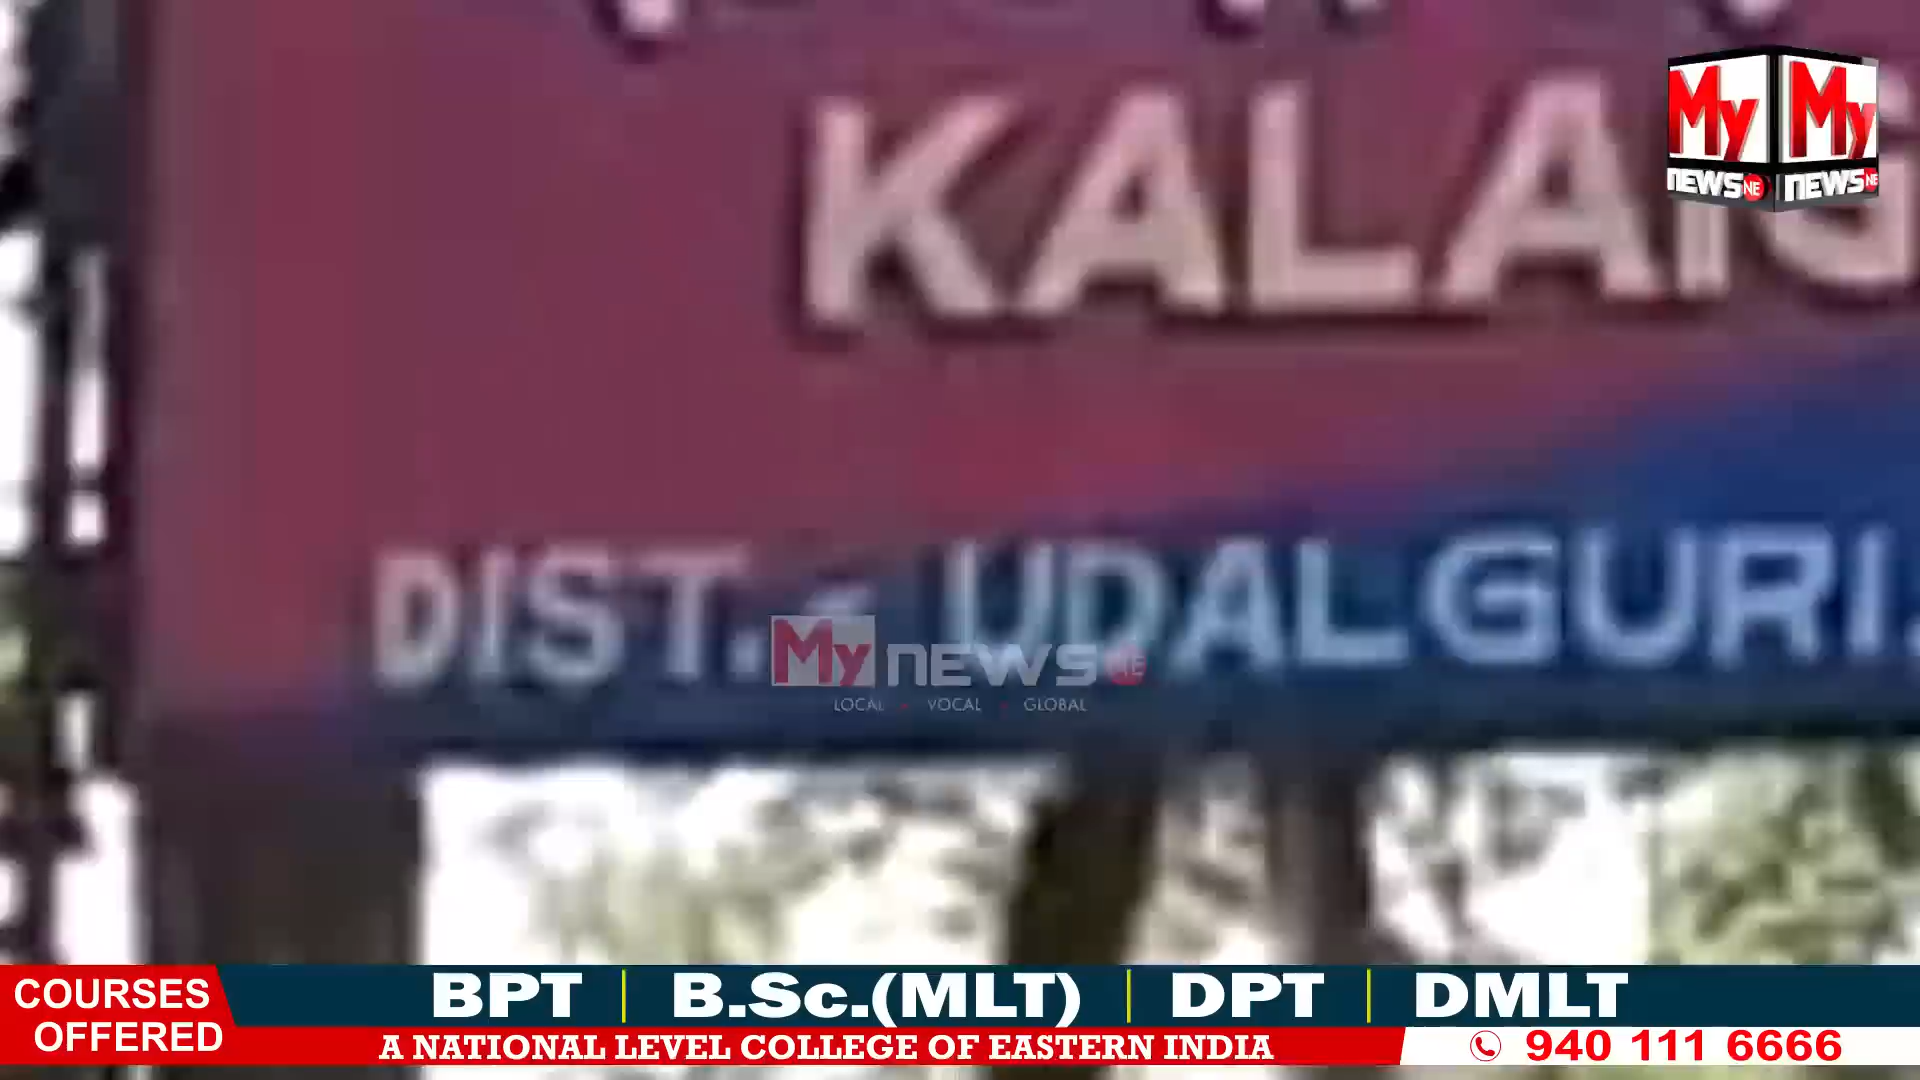 KALAIG
My NEWS NE My NEWS NE
DIST.- UDALGURI,
My NEWS NE
LOCAL • VOCAL • GLOBAL
COURSES OFFERED
BPT | B.Sc.(MLT) | DPT | DMLT
A NATIONAL LEVEL COLLEGE OF EASTERN INDIA
940 111 6666